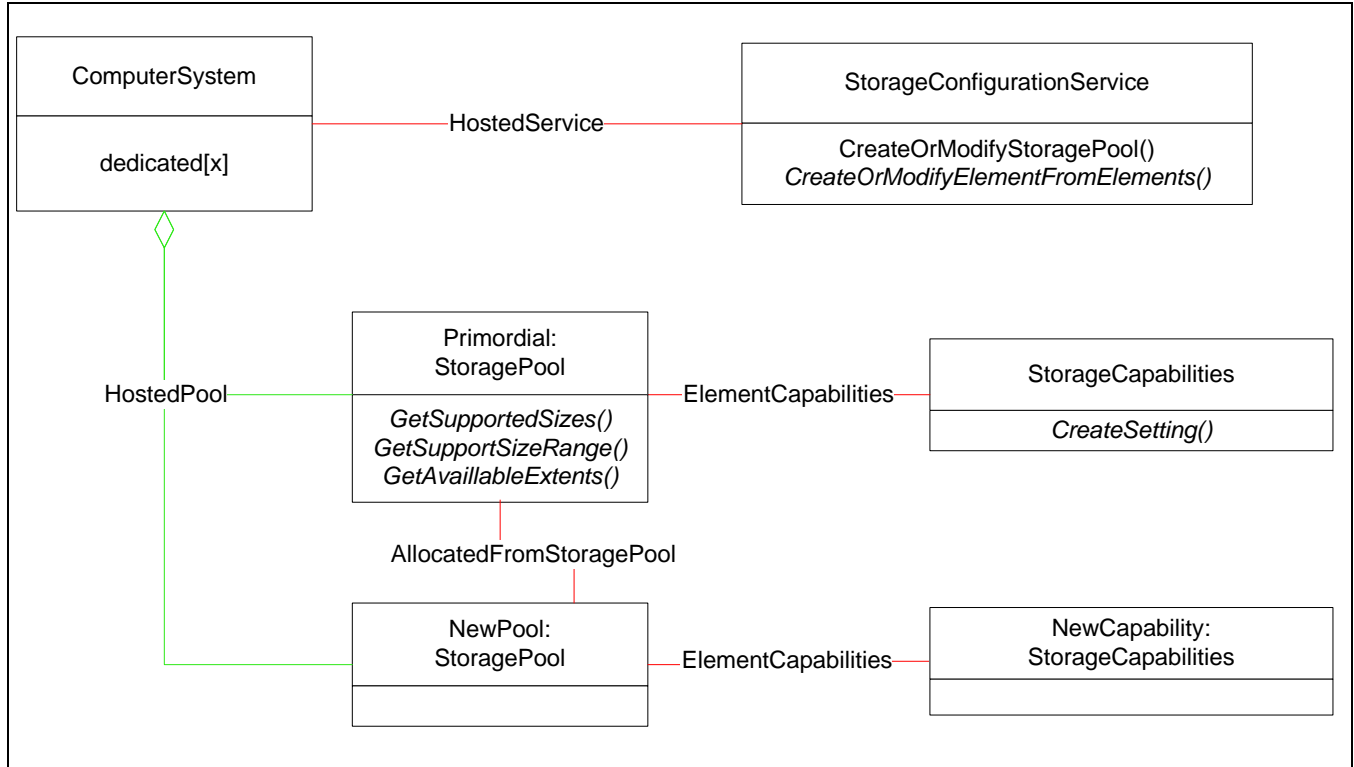 ComputerSystem
dedicated[x]
HostedService
StorageConfigurationService
CreateOrModifyStoragePool()
CreateOrModifyElementFromElements()
HostedPool
Primordial:
StoragePool
GetSupportedSizes()
GetSupportSizeRange()
GetAvaillableExtents()
ElementCapabilities
StorageCapabilities
CreateSetting()
AllocatedFromStoragePool
NewPool:
StoragePool
ElementCapabilities
NewCapability:
StorageCapabilities